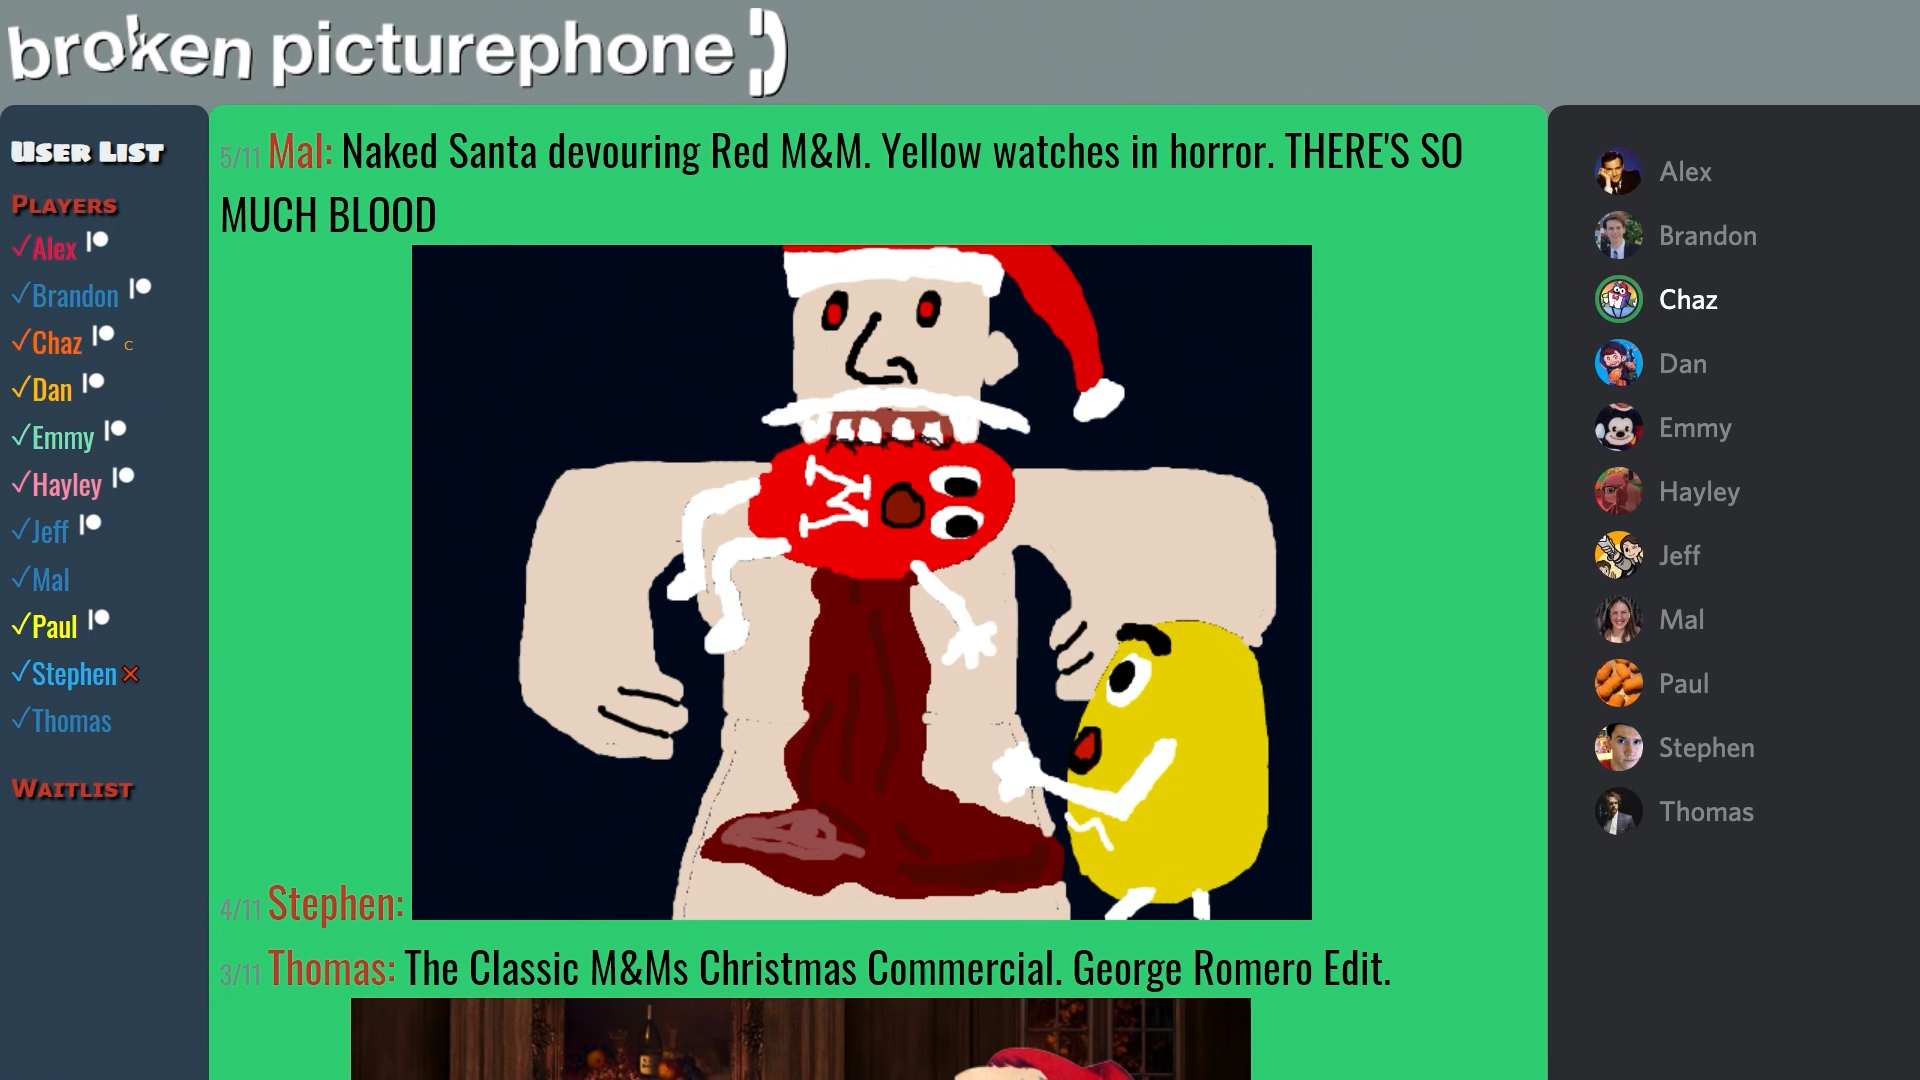 broken picturephone
User List
Players
✓Alex
✓Brandon
✓Chaz C
✓Dan
✓Emmy
✓Hayley
✓Jeff
✓Mal
✓Paul
✓Stephen ✕
✓Thomas
Waitlist
5/11 Mal: Naked Santa devouring Red M&M. Yellow watches in horror. THERE'S SO
MUCH BLOOD
M
4/11 Stephen:
3/11 Thomas: The Classic M&Ms Christmas Commercial. George Romero Edit.
Alex
Brandon
Chaz
Dan
Emmy
Hayley
Jeff
Mal
Paul
Stephen
Thomas